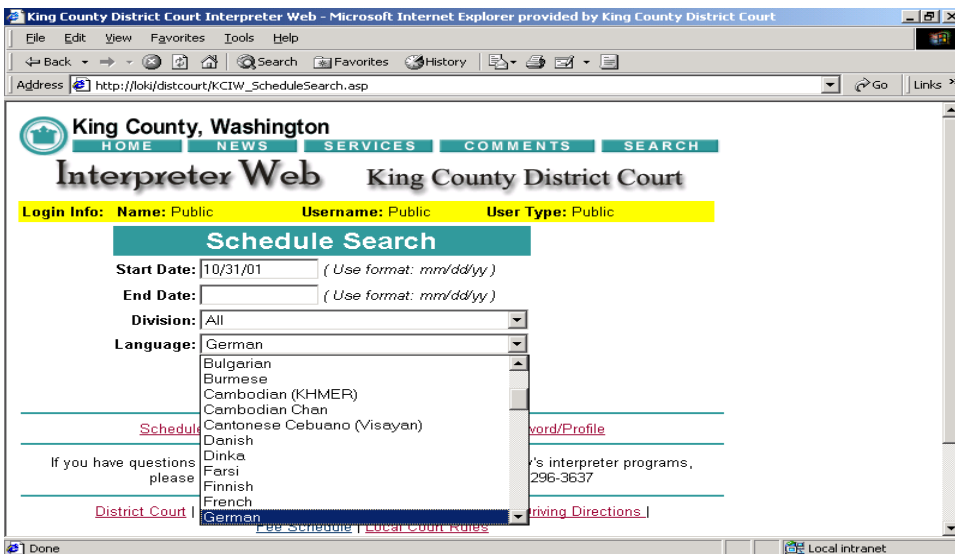 King County District Court Interpreter Web - Microsoft Internet Explorer provided by King County District Court
File Edit View Favorites Tools Help
Back Search Favorites History
Address http://loki/distcourt/KCIW_ScheduleSearch.asp Go Links »
King County, Washington
HOME NEWS SERVICES COMMENTS SEARCH
Interpreter Web King County District Court
Login Info: Name: Public Username: Public User Type: Public
Schedule Search
Start Date: 10/31/01 ( Use format: mm/dd/yy )
End Date: ( Use format: mm/dd/yy )
Division: All
Language: German
Bulgarian
Burmese
Cambodian (KHMER)
Cambodian Chan
Cantonese Cebuano (Visayan)
Danish
Dinka
Farsi
Finnish
French
German
Schedule word/Profile
If you have questions 's interpreter programs,
please 296-3637
District Court | Driving Directions |
Fee Schedule | Local Court Rules
Done Local intranet